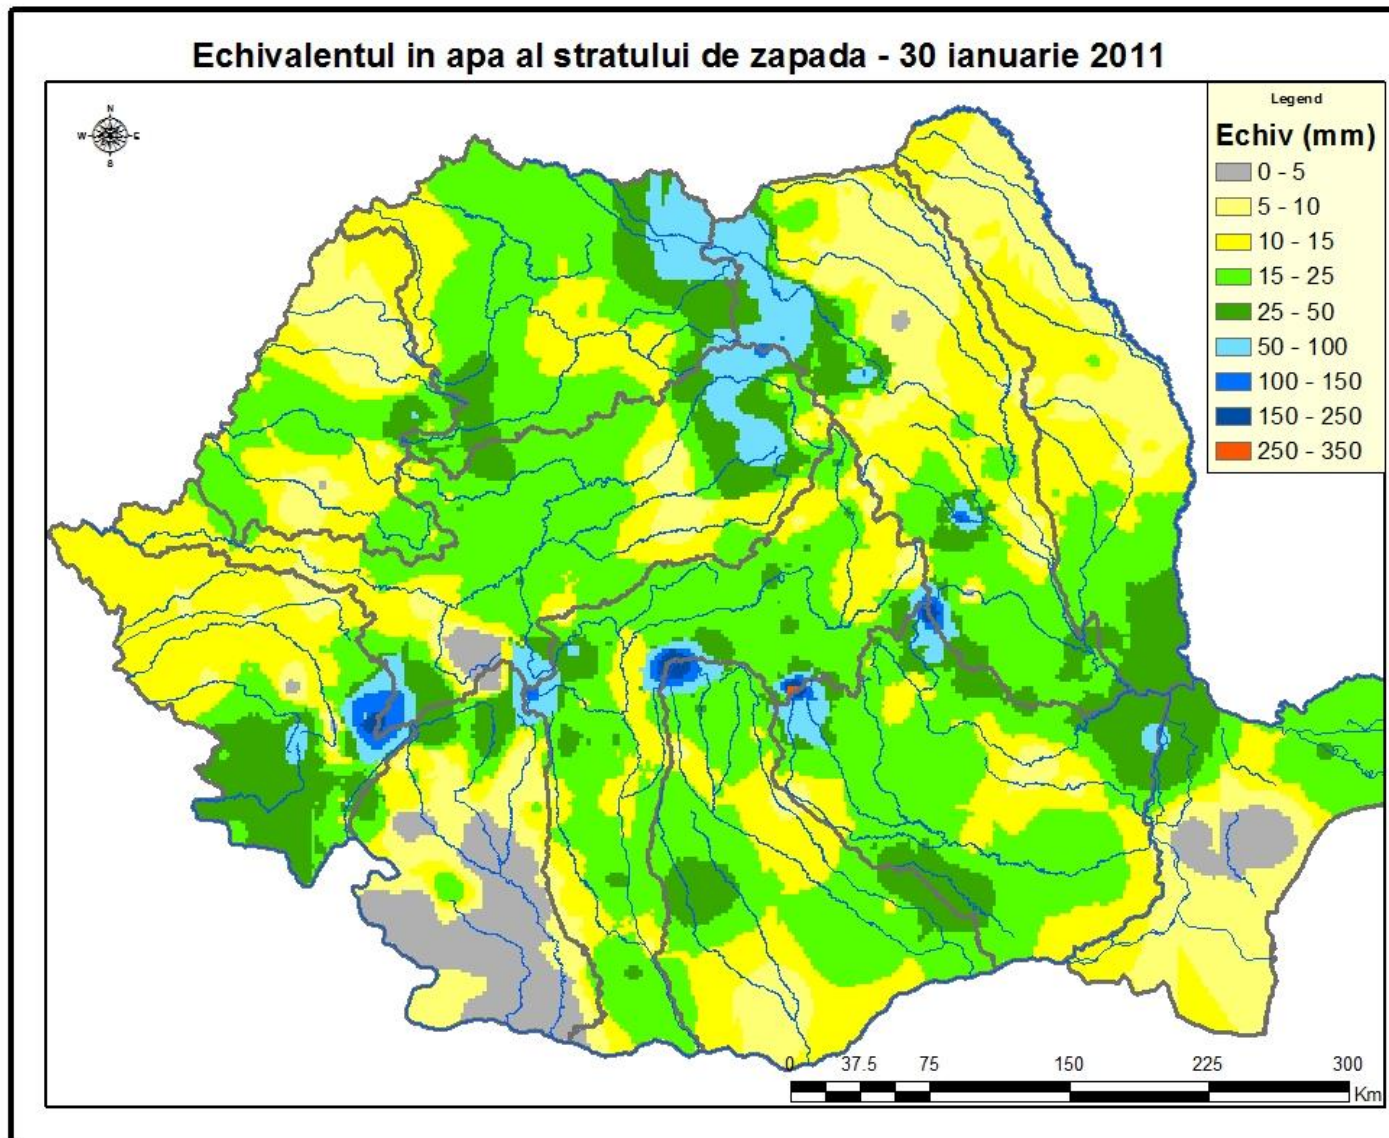 Echivalentul in apa al stratului de zapada - 30 ianuarie 2011
N
W E
S
Legend
Echiv (mm)
0 - 5
5 - 10
10 - 15
15 - 25
25 - 50
50 - 100
100 - 150
150 - 250
250 - 350
0 37.5 75 150 225 300
Km